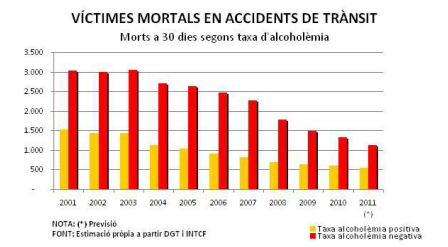 VÍCTIMES MORTALS EN ACCIDENTS DE TRÀNSIT
Morts a 30 dies segons taxa d'alcoholèmia
3.500
3.000
2.500
2.000
1.500
1.000
500
-
2001 2002 2003 2004 2005 2006 2007 2008 2009 2010 2011
(*)
NOTA: (*) Previsió
FONT: Estimació pròpia a partir DGT i INTCF
Taxa alcoholèmia positiva
Taxa alcoholèmia negativa